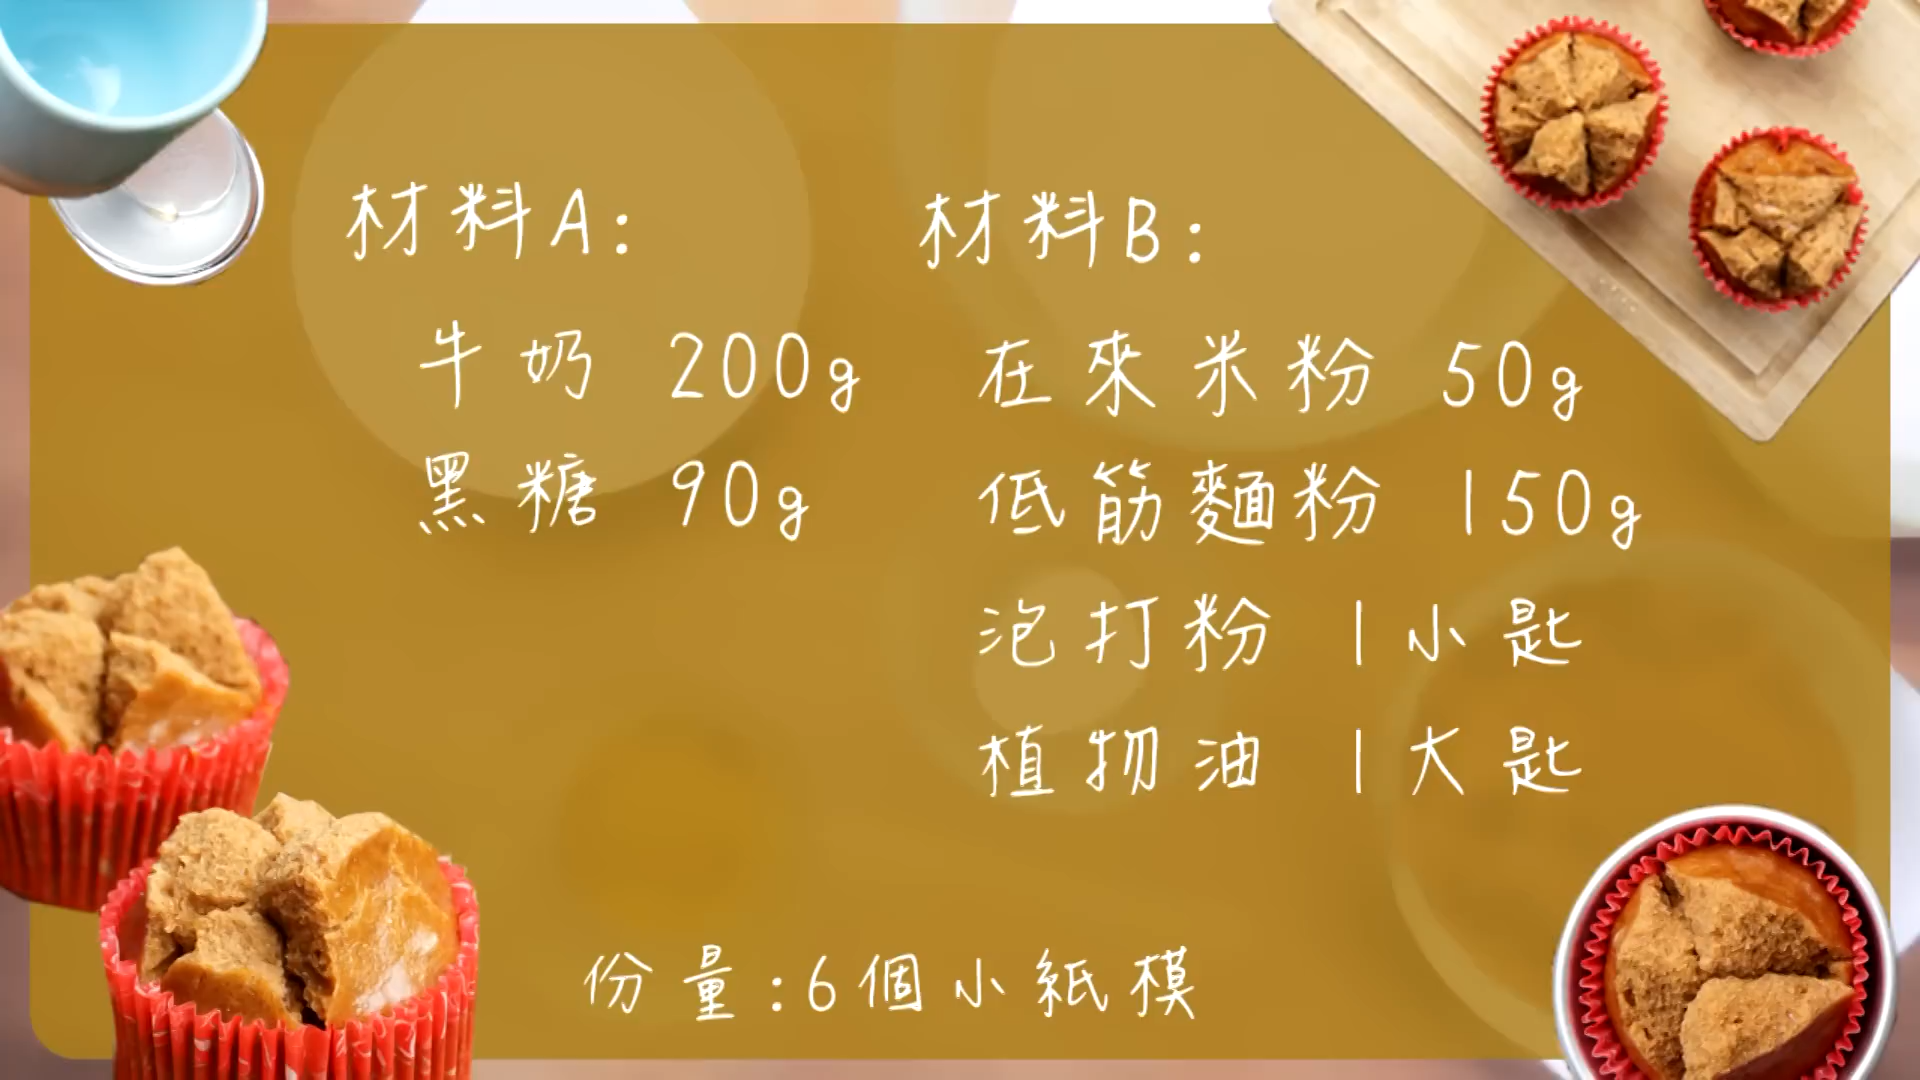 材料A:
牛奶 200g
黑糖 90g
材料B:
在來米粉 50g
低筋麵粉 150g
泡打粉 1小匙
植物油 1大匙
份量:6個小紙模